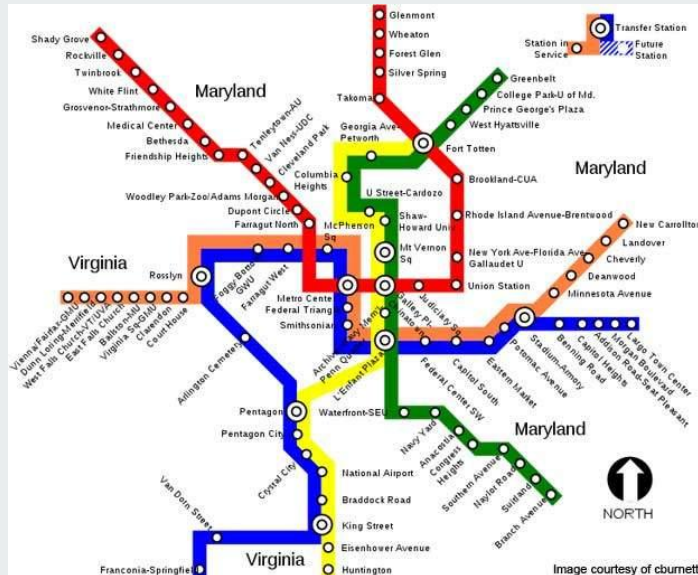 Glenmont
Wheaton
Forest Glen
Silver Spring
Takoma
Transfer Station
Station in
Service
Future
Station
Shady Grove
Rockville
Twinbrook
White Flint
Grosvenor-Strathmore
Medical Center
Bethesda
Friendship Heights
Maryland
Tenleytown-AU
Van Ness-UDC
Cleveland Park
Woodley Park-Zoo/Adams Morgan
Dupont Circle
Farragut North
Greenbelt
College Park-U of Md.
Prince George's Plaza
West Hyattsville
Georgia Ave-
Petworth
Fort Totten
Columbia
Heights
U Street-Cardozo
Shaw-
Howard Univ
Mt Vernon
Sq
Brookland-CUA
Rhode Island Avenue-Brentwood
New York Ave-Florida Ave-
Gallaudet U
Union Station
Maryland
New Carrollton
Landover
Cheverly
Deanwood
Minnesota Avenue
McPherson
Sq
Virginia
Rosslyn
Foggy Bottom
GWU
Farragut West
Metro Center
Federal Triangle
Smithsonian
Gallery Pl.
Chinatown
Judiciary Sq
Vienna/Fairfax-GMU
Dunn Loring-Merrifield
West Falls Church-VT/UVA
East Falls Church
Ballston-MU
Virginia Sq-GMU
Clarendon
Court House
Arlington Cemetery
L'Enfant Plaza
Federal Center SW
Capitol South
Eastern Market
Potomac Avenue
Stadium-Armory
Benning Road
Capitol Heights
Addison Road-Seat Pleasant
Morgan Boulevard
Largo Town Center
Pentagon
Pentagon City
Crystal City
Waterfront-SEU
Navy Yard
Anacostia
Congress
Heights
Southern Avenue
Naylor Road
Suitland
Branch Avenue
Maryland
National Airport
Braddock Road
King Street
Eisenhower Avenue
Huntington
Van Dorn Street
Franconia-Springfield
Virginia
NORTH
Image courtesy of cburnett